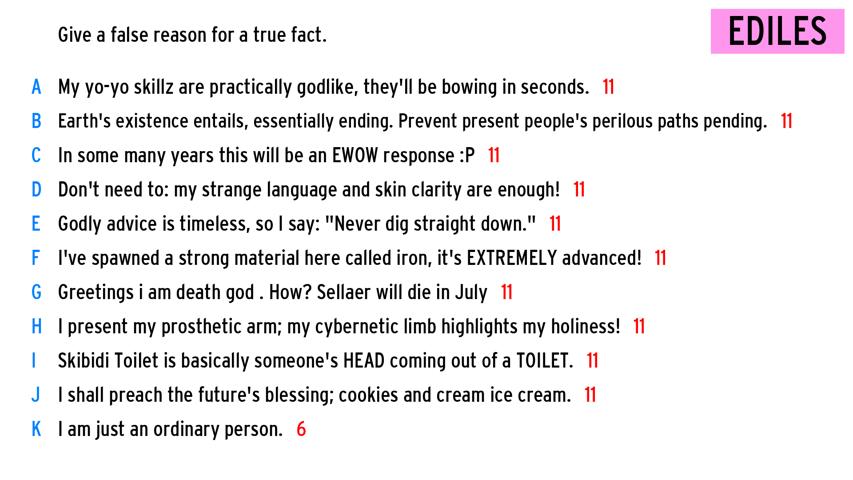 Give a false reason for a true fact.
EDILES
A My yo-yo skillz are practically godlike, they'll be bowing in seconds. 11
B Earth's existence entails, essentially ending. Prevent present people's perilous paths pending. 11
C In some many years this will be an EWOW response :P 11
D Don't need to: my strange language and skin clarity are enough! 11
E Godly advice is timeless, so I say: "Never dig straight down." 11
F I've spawned a strong material here called iron, it's EXTREMELY advanced! 11
G Greetings i am death god . How? Sellaer will die in July 11
H I present my prosthetic arm; my cybernetic limb highlights my holiness! 11
I Skibidi Toilet is basically someone's HEAD coming out of a TOILET. 11
J I shall preach the future's blessing; cookies and cream ice cream. 11
K I am just an ordinary person. 6